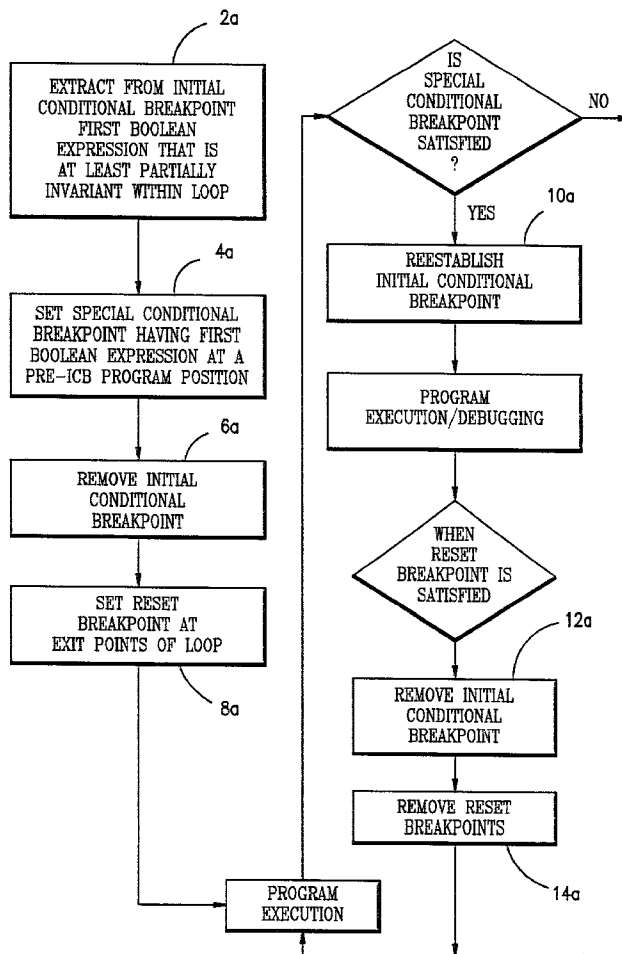 2a
EXTRACT FROM INITIAL
CONDITIONAL BREAKPOINT
FIRST BOOLEAN
EXPRESSION THAT IS
AT LEAST PARTIALLY
INVARIANT WITHIN LOOP
4a
SET SPECIAL CONDITIONAL
BREAKPOINT HAVING FIRST
BOOLEAN EXPRESSION AT A
PRE-ICB PROGRAM POSITION
6a
REMOVE INITIAL
CONDITIONAL
BREAKPOINT
SET RESET
BREAKPOINT AT
EXIT POINTS OF LOOP
8a
PROGRAM
EXECUTION
IS
SPECIAL
CONDITIONAL
BREAKPOINT
SATISFIED
?
NO
YES
10a
REESTABLISH
INITIAL CONDITIONAL
BREAKPOINT
PROGRAM
EXECUTION/DEBUGGING
WHEN
RESET
BREAKPOINT IS
SATISFIED
12a
REMOVE INITIAL
CONDITIONAL
BREAKPOINT
REMOVE RESET
BREAKPOINTS
14a